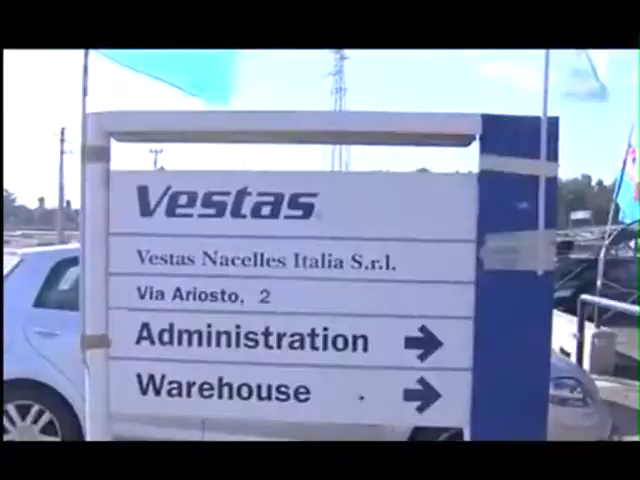 Vestas
Vestas Nacelles Italia S.r.l.
Via Ariosto, 2
Administration
Warehouse